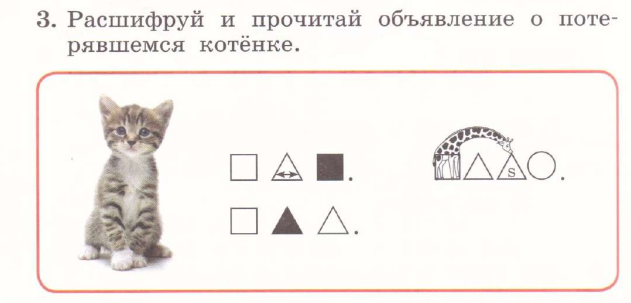 3. Расшифруй и прочитай объявление о поте-
рявшемся котёнке.
S